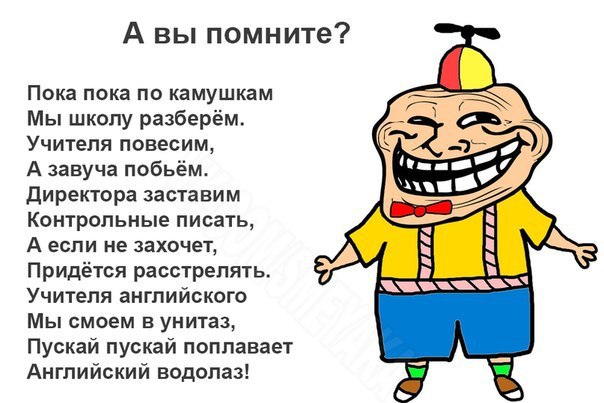 А вы помните?
Пока пока по камушкам
Мы школу разберём.
Учителя повесим,
А завуча побьём.
Директора заставим
Контрольные писать,
А если не захочет,
Придётся расстрелять.
Учителя английского
Мы смоем в унитаз,
Пускай пускай поплавает
Английский водолаз!